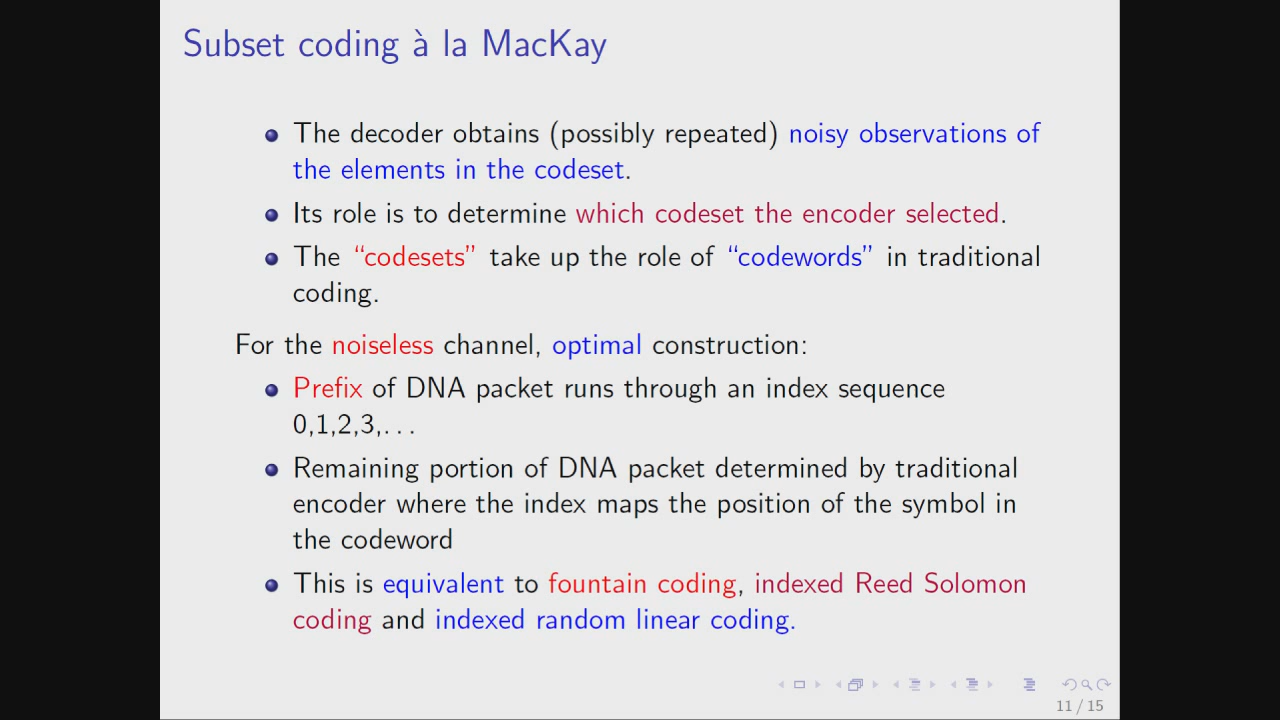 Subset coding à la MacKay
The decoder obtains (possibly repeated) noisy observations of
the elements in the codeset.
Its role is to determine which codeset the encoder selected.
The “codesets” take up the role of “codewords” in traditional
coding.
For the noiseless channel, optimal construction:
Prefix of DNA packet runs through an index sequence
0,1,2,3,...
Remaining portion of DNA packet determined by traditional
encoder where the index maps the position of the symbol in
the codeword
This is equivalent to fountain coding, indexed Reed Solomon
coding and indexed random linear coding.
11 / 15